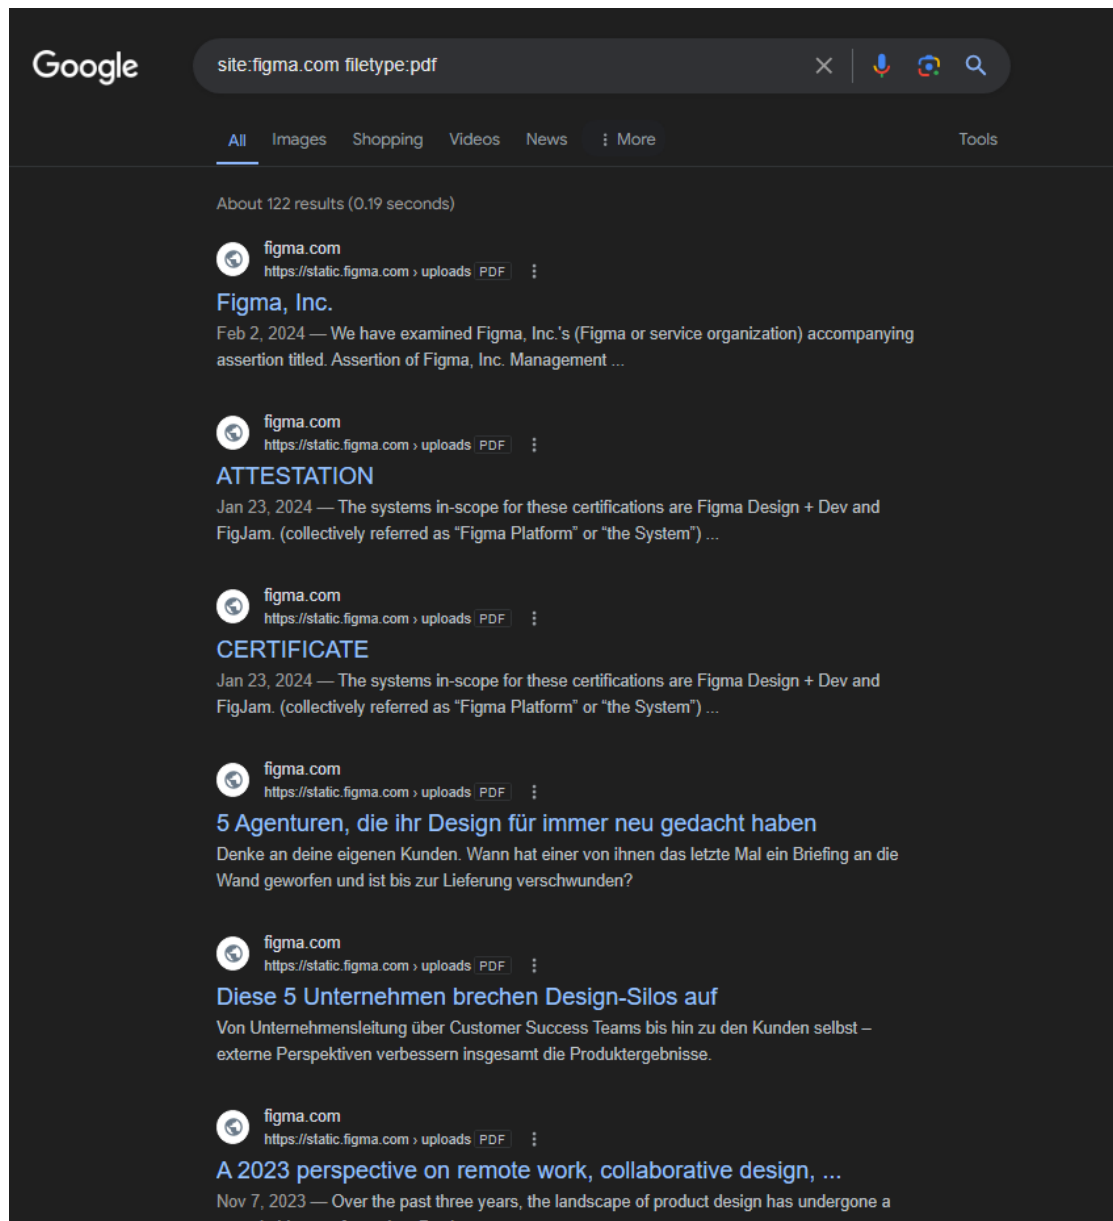 Google
site:figma.com filetype:pdf
All Images Shopping Videos News More Tools
About 122 results (0.19 seconds)
figma.com
https://static.figma.com › uploads PDF
Figma, Inc.
Feb 2, 2024 — We have examined Figma, Inc.'s (Figma or service organization) accompanying
assertion titled. Assertion of Figma, Inc. Management ...
figma.com
https://static.figma.com › uploads PDF
ATTESTATION
Jan 23, 2024 — The systems in-scope for these certifications are Figma Design + Dev and
FigJam. (collectively referred as “Figma Platform” or “the System”) ...
figma.com
https://static.figma.com › uploads PDF
CERTIFICATE
Jan 23, 2024 — The systems in-scope for these certifications are Figma Design + Dev and
FigJam. (collectively referred as “Figma Platform” or “the System”) ...
figma.com
https://static.figma.com › uploads PDF
5 Agenturen, die ihr Design für immer neu gedacht haben
Denke an deine eigenen Kunden. Wann hat einer von ihnen das letzte Mal ein Briefing an die
Wand geworfen und ist bis zur Lieferung verschwunden?
figma.com
https://static.figma.com › uploads PDF
Diese 5 Unternehmen brechen Design-Silos auf
Von Unternehmensleitung über Customer Success Teams bis hin zu den Kunden selbst –
externe Perspektiven verbessern insgesamt die Produktergebnisse.
figma.com
https://static.figma.com › uploads PDF
A 2023 perspective on remote work, collaborative design, ...
Nov 7, 2023 — Over the past three years, the landscape of product design has undergone a